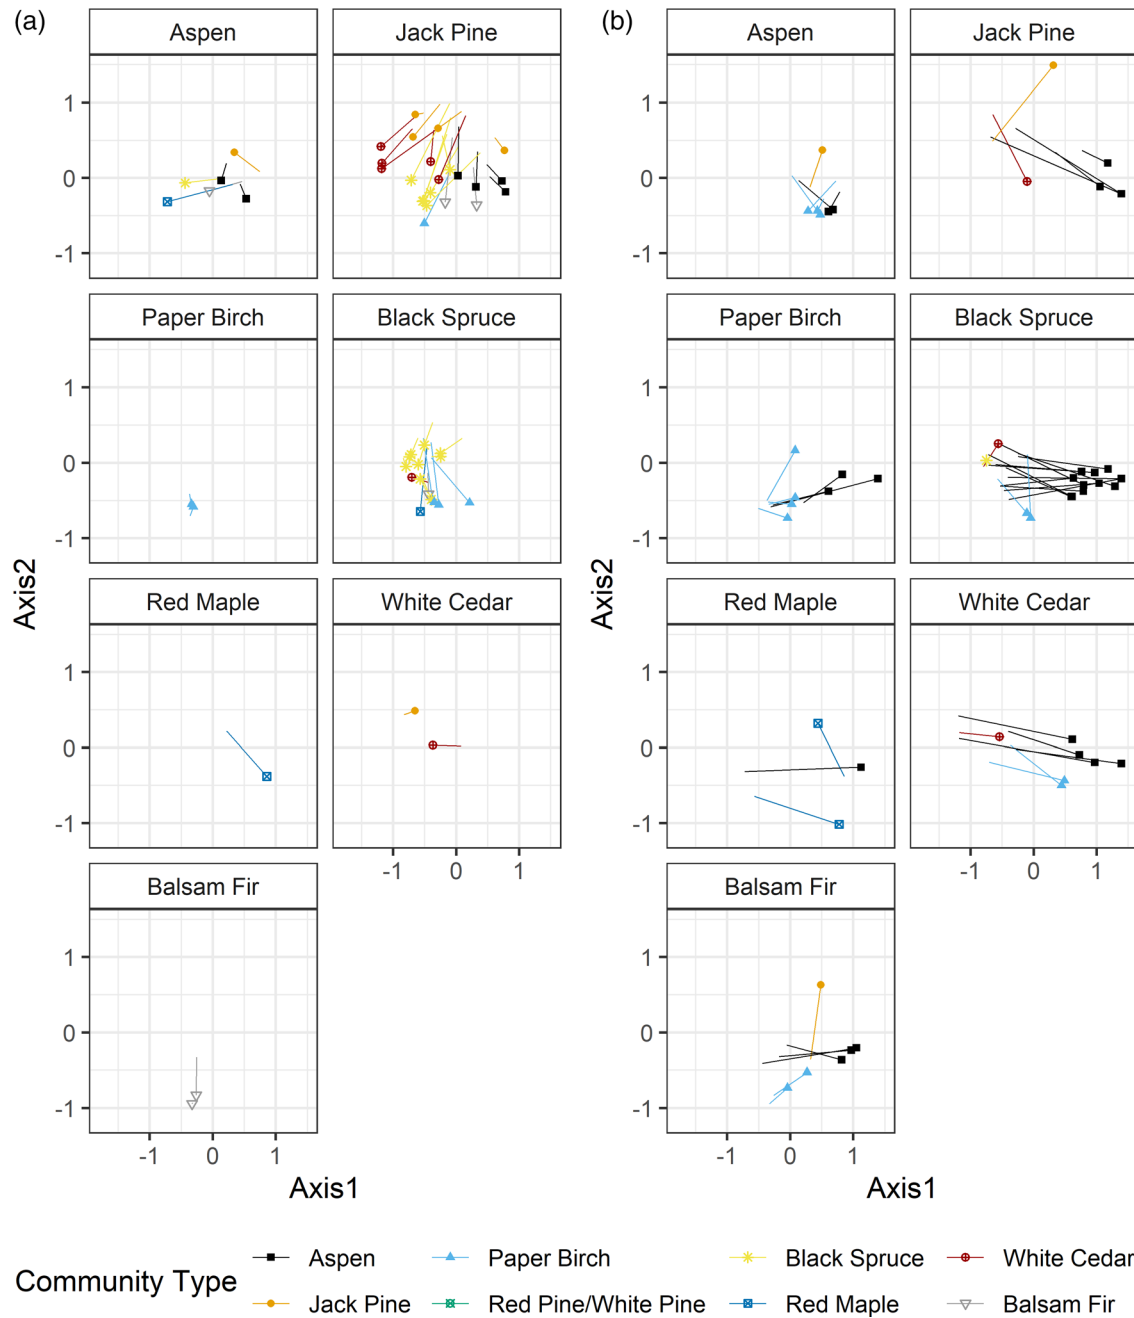 (a)
Aspen
Jack Pine
1
0
-1
Paper Birch
Black Spruce
1
0
-1
Red Maple
White Cedar
1
0
-1
-1 0 1
Balsam Fir
1
0
-1
-1 0 1
Axis2
Axis1
(b)
Aspen
Jack Pine
1
0
-1
Paper Birch
Black Spruce
1
0
-1
Red Maple
White Cedar
1
0
-1
-1 0 1
Balsam Fir
1
0
-1
-1 0 1
Axis2
Axis1
Community Type
Aspen
Paper Birch
Black Spruce
White Cedar
Jack Pine
Red Pine/White Pine
Red Maple
Balsam Fir